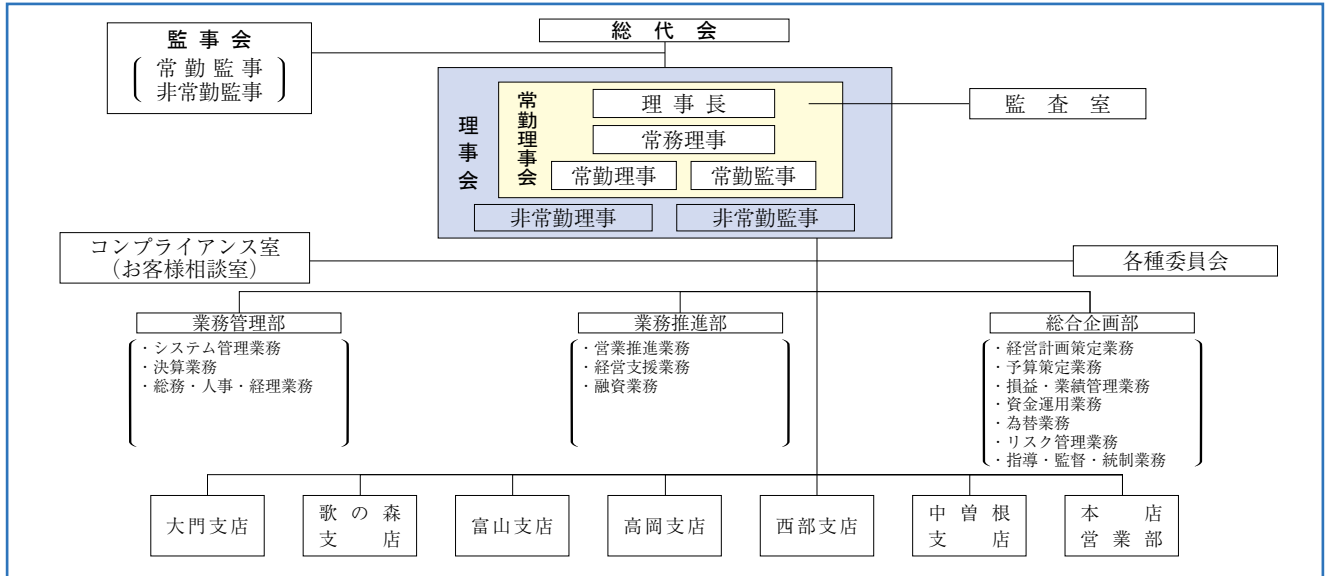 総代会
監事会
常勤監事
非常勤監事
理事会
常勤理事会
理事長
監査室
常務理事
常勤理事
常勤監事
非常勤理事
非常勤監事
コンプライアンス室
（お客様相談室）
各種委員会
業務管理部
・システム管理業務
・決算業務
・総務・人事・経理業務
業務推進部
・営業推進業務
・経営支援業務
・融資業務
総合企画部
・経営計画策定業務
・予算策定業務
・損益・業績管理業務
・資金運用業務
・為替業務
・リスク管理業務
・指導・監督・統制業務
大門支店
歌の森
支店
富山支店
高岡支店
西部支店
中曽根
支店
本店
営業部